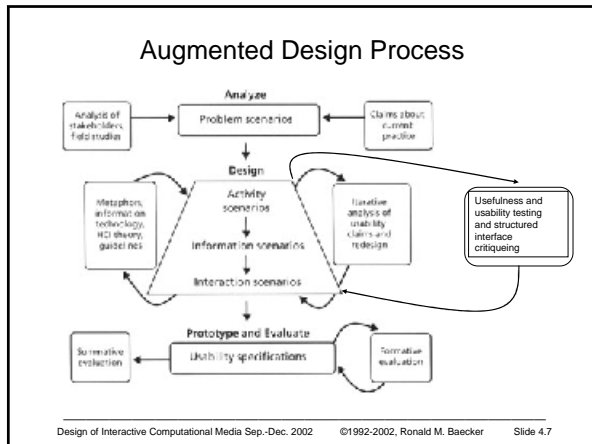 Augmented Design Process
Analyze
Analysis of
stakeholders,
field studies
Problem scenarios
Claims about
current
practice
Design
Metaphors,
information
technology,
HCI theory,
guidelines
Activity
scenarios
Information scenarios
Interaction scenarios
Iterative
analysis of
usability
claims and
redesign
Usefulness and
usability testing
and structured
interface
critiqueing
Prototype and Evaluate
Summative
evaluation
Usability specifications
Formative
evaluation
Design of Interactive Computational Media Sep.-Dec. 2002 ©1992-2002, Ronald M. Baecker Slide 4.7